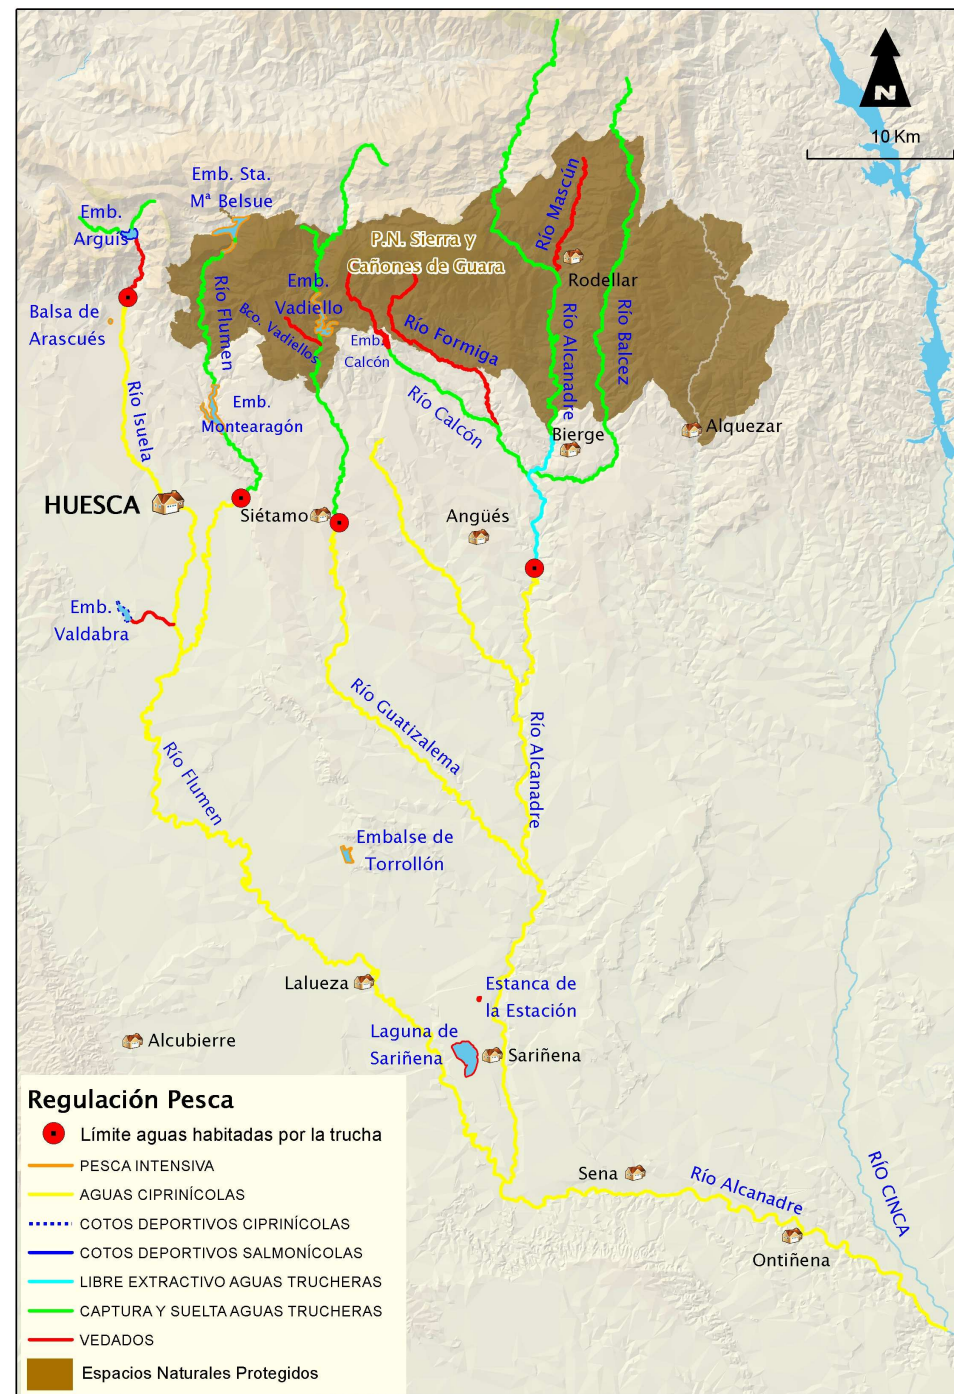 N
10 Km
Emb. Sta.
Mª Belsue
Emb.
Arguis
P.N. Sierra y
Cañones de Guara
Río Mascún
Rodellar
Balsa de
Arascués
Río Flumen
Emb.
Vadiello
Bco. Vadiellos
Emb.
Calcón
Río Formiga
Río Alcanadre
Río Balcez
Río Isuela
Emb.
Montearagón
Río Calcón
Bierge
Alquezar
HUESCA
Siétamo
Angüés
Emb.
Valdabra
Río Guatizalema
Río Alcanadre
Río Flumen
Embalse de
Torrollón
Lalueza
Estanca de
la Estación
Alcubierre
Laguna de
Sariñena
Sariñena
Sena
Río Alcanadre
RÍO CINCA
Ontiñena
Regulación Pesca
Límite aguas habitadas por la trucha
PESCA INTENSIVA
AGUAS CIPRINÍCOLAS
COTOS DEPORTIVOS CIPRINÍCOLAS
COTOS DEPORTIVOS SALMONÍCOLAS
LIBRE EXTRACTIVO AGUAS TRUCHERAS
CAPTURA Y SUELTA AGUAS TRUCHERAS
VEDADOS
Espacios Naturales Protegidos